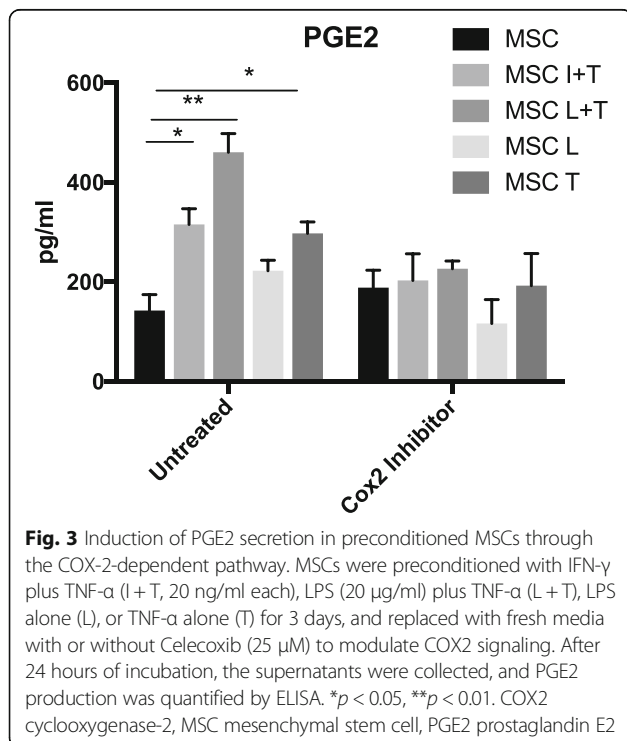 PGE2
MSC
MSC I+T
MSC L+T
MSC L
MSC T
600
400
200
0
pg/ml
*
**
*
Untreated
Cox2 Inhibitor
Fig. 3 Induction of PGE2 secretion in preconditioned MSCs through
the COX-2-dependent pathway. MSCs were preconditioned with IFN-γ
plus TNF-α (I + T, 20 ng/ml each), LPS (20 μg/ml) plus TNF-α (L + T), LPS
alone (L), or TNF-α alone (T) for 3 days, and replaced with fresh media
with or without Celecoxib (25 μM) to modulate COX2 signaling. After
24 hours of incubation, the supernatants were collected, and PGE2
production was quantified by ELISA. *p < 0.05, **p < 0.01. COX2
cyclooxygenase-2, MSC mesenchymal stem cell, PGE2 prostaglandin E2